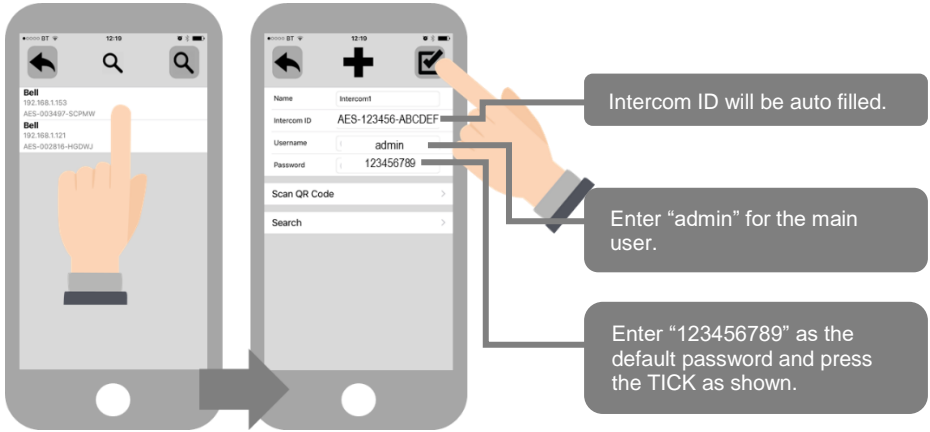 BT 12:19
Bell
192.168.1.153
AES-003497-SCPMW
Bell
192.168.1.121
AES-002816-HGDWJ
BT 12:19
Name Intercom1
Intercom ID AES-123456-ABCDEF
Username admin
Password 123456789
Scan QR Code
Search
Intercom ID will be auto filled.
Enter “admin” for the main
user.
Enter “123456789” as the
default password and press
the TICK as shown.